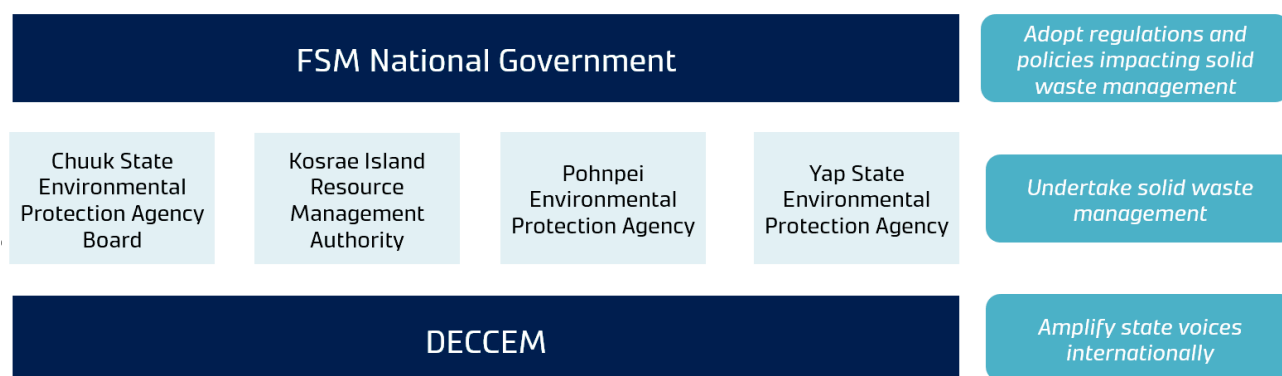 FSM National Government
Adopt regulations and
policies impacting solid
waste management
Chuuk State
Environmental
Protection Agency
Board
Kosrae Island
Resource
Management
Authority
Pohnpei
Environmental
Protection Agency
Yap State
Environmental
Protection Agency
Undertake solid waste
management
DECCEM
Amplify state voices
internationally